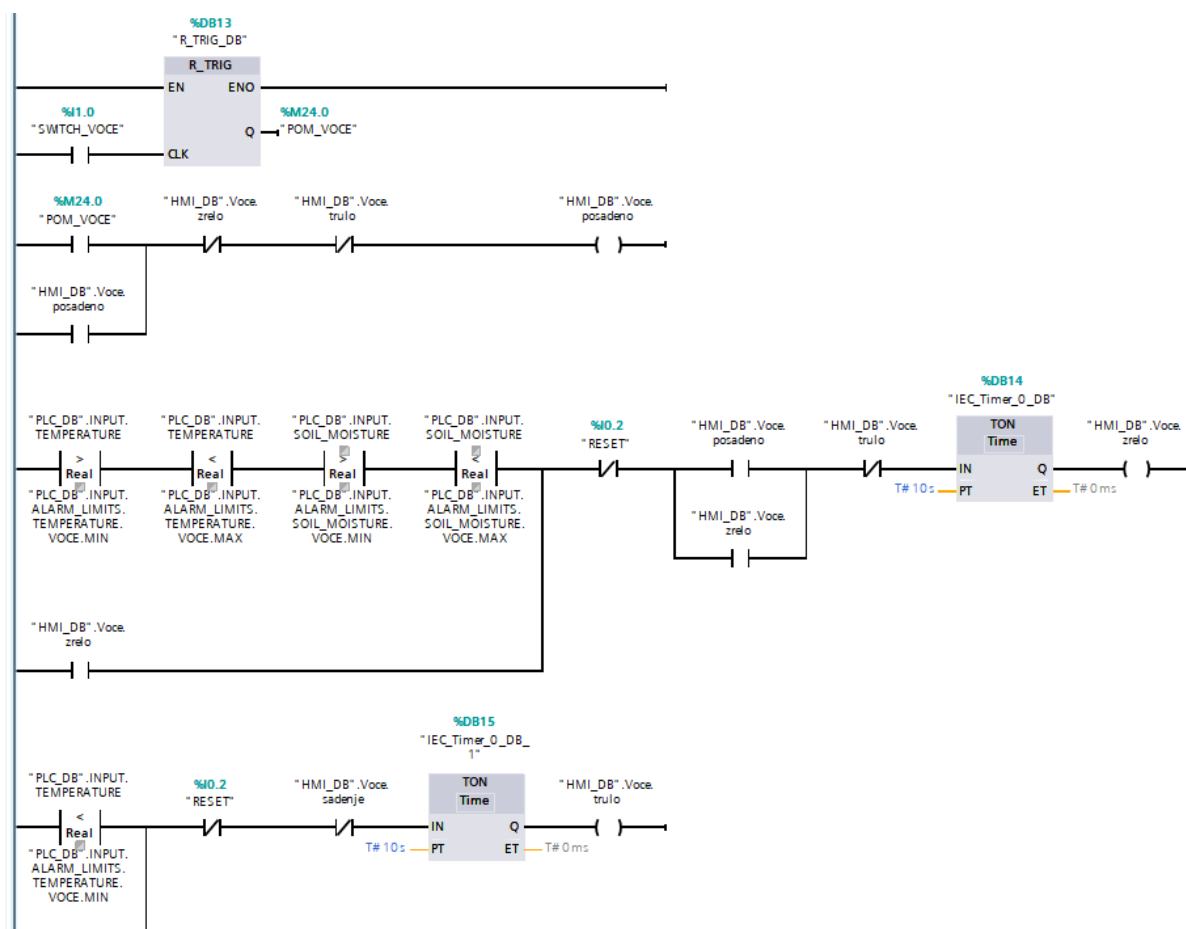 %DB13
"R_TRIG_DB"
R_TRIG
EN ENO
%I1.0
"SWITCH_VOCE"
%M24.0
Q "POM_VOCE"
CLK
%M24.0
"POM_VOCE"
"HMI_DB".Voce.
zrelo
"HMI_DB".Voce.
trulo
"HMI_DB".Voce.
posadeno
"HMI_DB".Voce.
posadeno
"PLC_DB".INPUT.
TEMPERATURE
>
Real
"PLC_DB".INPUT.
ALARM_LIMITS.
TEMPERATURE.
VOCE.MIN
"PLC_DB".INPUT.
TEMPERATURE
<
Real
"PLC_DB".INPUT.
ALARM_LIMITS.
TEMPERATURE.
VOCE.MAX
"PLC_DB".INPUT.
SOIL_MOISTURE
>
Real
"PLC_DB".INPUT.
ALARM_LIMITS.
SOIL_MOISTURE.
VOCE.MIN
"PLC_DB".INPUT.
SOIL_MOISTURE
<
Real
"PLC_DB".INPUT.
ALARM_LIMITS.
SOIL_MOISTURE.
VOCE.MAX
%I0.2
"RESET"
"HMI_DB".Voce.
posadeno
"HMI_DB".Voce.
trulo
%DB14
"IEC_Timer_0_DB"
TON
Time
IN Q
T#10s PT ET T#0ms
"HMI_DB".Voce.
zrelo
"HMI_DB".Voce.
zrelo
"HMI_DB".Voce.
zrelo
"PLC_DB".INPUT.
TEMPERATURE
<
Real
"PLC_DB".INPUT.
ALARM_LIMITS.
TEMPERATURE.
VOCE.MIN
%I0.2
"RESET"
"HMI_DB".Voce.
sadenje
%DB15
"IEC_Timer_0_DB_
1"
TON
Time
IN Q
T#10s PT ET T#0ms
"HMI_DB".Voce.
trulo